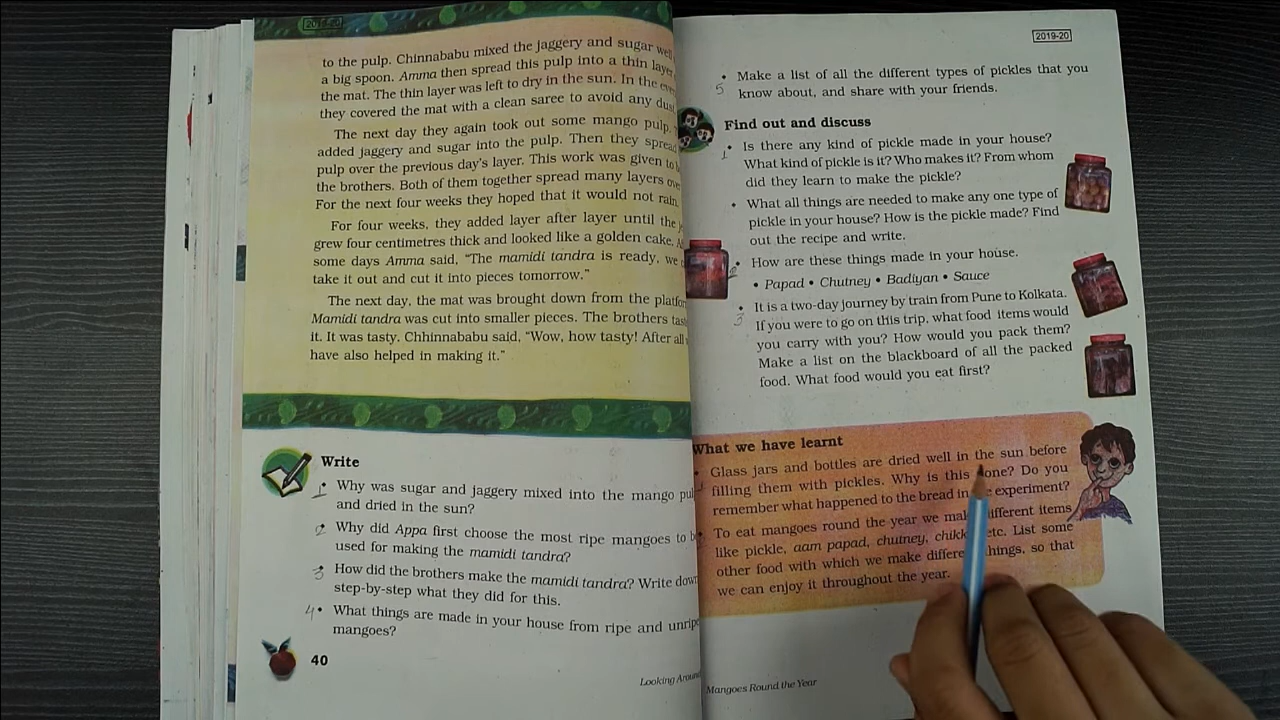 2019-20
to the pulp. Chinnababu mixed the jaggery and sugar well
a big spoon. Amma then spread this pulp into a thin layer
the mat. The thin layer was left to dry in the sun. In the
they covered the mat with a clean saree to avoid any
The next day they again took out some mango pulp.
added jaggery and sugar into the pulp. Then they spread
pulp over the previous day's layer. This work was given to
the brothers. Both of them together spread many layers
For the next four weeks they hoped that it would not rain.
For four weeks, they added layer after layer until the
grew four centimetres thick and looked like a golden cake.
some days Amma said, "The mamidi tandra is ready, we
take it out and cut it into pieces tomorrow."
The next day, the mat was brought down from the
Mamidi tandra was cut into smaller pieces. The brothers
it. It was tasty. Chhinnababu said, "Wow, how tasty! After all
have also helped in making it."
Write
1 • Why was sugar and jaggery mixed into the mango
and dried in the sun?
2 • Why did Appa first choose the most ripe mangoes to
used for making the mamidi tandra?
3 • How did the brothers make the mamidi tandra? Write down
step-by-step what they did for this.
4 • What things are made in your house from ripe and
mangoes?
40
Looking Around
2019-20
5 • Make a list of all the different types of pickles that you
know about, and share with your friends.
Find out and discuss
1 • Is there any kind of pickle made in your house?
What kind of pickle is it? Who makes it? From whom
did they learn to make the pickle?
• What all things are needed to make any one type of
pickle in your house? How is the pickle made? Find
out the recipe and write.
2 • How are these things made in your house.
• Papad • Chutney • Badiyan • Sauce
3 • It is a two-day journey by train from Pune to Kolkata.
If you were to go on this trip, what food items would
you carry with you? How would you pack them?
Make a list on the blackboard of all the packed
food. What food would you eat first?
What we have learnt
• Glass jars and bottles are dried well in the sun before
filling them with pickles. Why is this done? Do you
remember what happened to the bread in experiment?
• To eat mangoes round the year we make different items
like pickle, aam papad, chutney, chikki etc. List some
other food with which we make different things, so that
we can enjoy it throughout the year.
Mangoes Round the Year